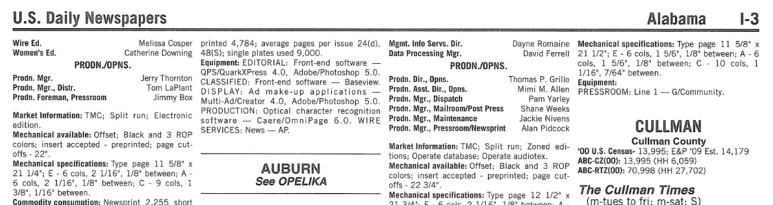 U.S. Daily Newspapers
Alabama I-3
Wire Ed. Melissa Cosper
Women's Ed. Catherine Downing
PRODN./OPNS.
Prodn. Mgr. Jerry Thornton
Prodn. Mgr., Distr. Tom LaPlant
Prodn. Foreman, Pressroom Jimmy Box
Market Information: TMC; Split run; Electronic
edition.
Mechanical available: Offset; Black and 3 ROP
colors; insert accepted - preprinted; page cut-
offs - 22".
Mechanical specifications: Type page 11 5/8" x
21 1/4"; E - 6 cols, 2 1/16", 1/8" between; A -
6 cols, 2 1/16", 1/8" between; C - 9 cols, 1
3/8", 1/16" between.
Commodity consumption: Newsprint 2,255 short
printed 4,784; average pages per issue 24(d),
48(S); single plates used 9,000.
Equipment: EDITORIAL: Front-end software —
QPS/QuarkXPress 4.0, Adobe/Photoshop 5.0.
CLASSIFIED: Front-end software — Baseview.
DISPLAY: Ad make-up applications —
Multi-Ad/Creator 4.0, Adobe/Photoshop 5.0.
PRODUCTION: Optical character recognition
software — Caere/OmniPage 6.0. WIRE
SERVICES: News — AP.
AUBURN
See OPELIKA
Mgmt. Info Servs. Dir. Dayne Romaine
Data Processing Mgr. David Ferrell
PRODN./OPNS.
Prodn. Dir., Opns. Thomas P. Grillo
Prodn. Asst. Dir., Opns. Mimi M. Allen
Prodn. Mgr., Dispatch Pam Yarley
Prodn. Mgr., Mailroom/Post Press Shane Weeks
Prodn. Mgr., Maintenance Jackie Nivens
Prodn. Mgr., Pressroom/Newsprint Alan Pidcock
Market Information: TMC; Split run; Zoned edi-
tions; Operate database; Operate audiotex.
Mechanical available: Offset; Black and 3 ROP
colors; insert accepted - preprinted; page cut-
offs - 22 3/4".
Mechanical specifications: Type page 12 1/2" x
21 3/4"; E - 6 cols, 2 1/16", 1/8" between; A -
Mechanical specifications: Type page 11 5/8" x
21 1/2"; E - 6 cols, 1 5/6", 1/8" between; A - 6
cols, 1 5/6", 1/8" between; C - 10 cols, 1
1/16", 7/64" between.
Equipment:
PRESSROOM: Line 1 — G/Community.
CULLMAN
Cullman County
'00 U.S. Census- 13,995; E&P '09 Est. 14,179
ABC-CZ(00): 13,995 (HH 6,059)
ABC-RTZ(00): 70,998 (HH 27,702)
The Cullman Times
(m-tues to fri; m-sat; S)